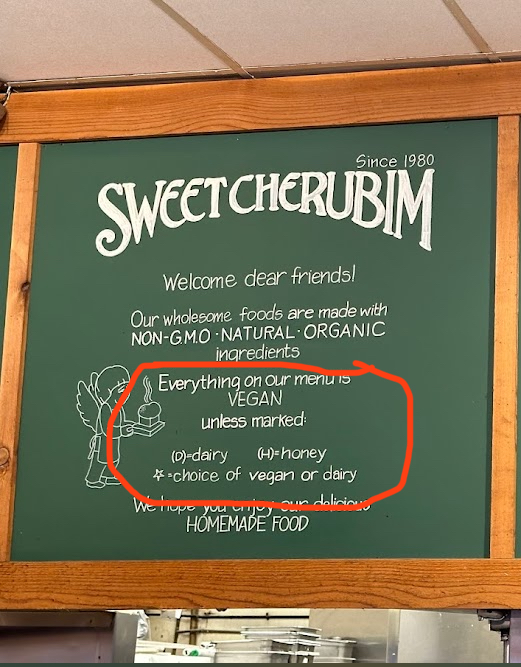 Since 1980
SWEET CHERUBIM
Welcome dear friends!
Our wholesome foods are made with
NON-GMO · NATURAL · ORGANIC
ingredients
Everything on our menu is
VEGAN
unless marked:
(D)=dairy (H)=honey
☆=choice of vegan or dairy
We hope you enjoy our delicious
HOMEMADE FOOD